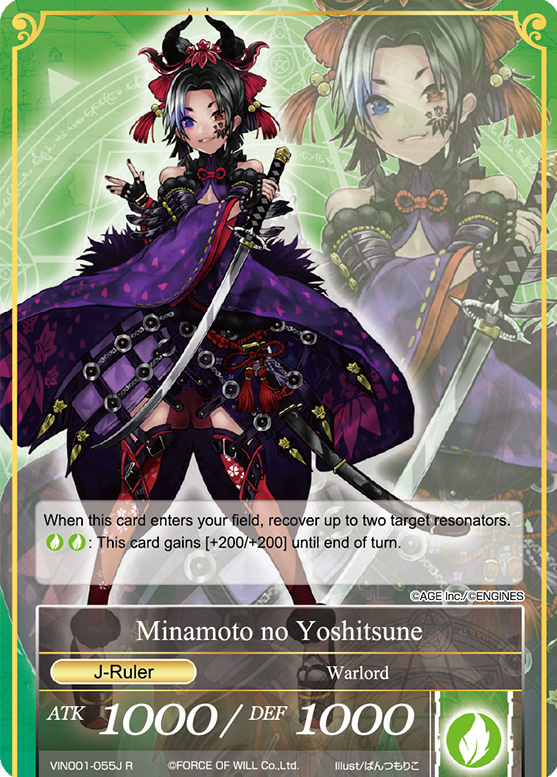 When this card enters your field, recover up to two target resonators.
: This card gains [+200/+200] until end of turn.
©AGE Inc./©ENGINES
Minamoto no Yoshitsune
J-Ruler Warlord
ATK 1000/ DEF 1000
VIN001-055J R ©FORCE OF WILL Co.,Ltd. Illust/ぱんつもりこ